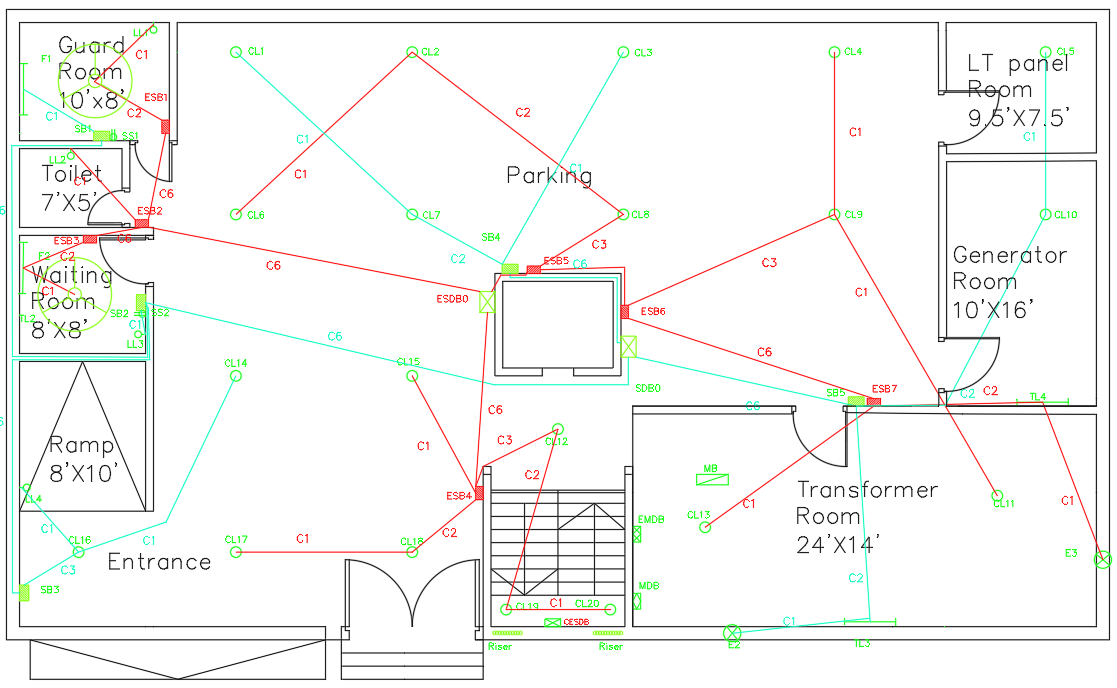 LL1
CL1
CL2
CL3
CL4
CL5
Guard
Room
10'x8'
F1
C1
LT panel
Room
9.5'X7.5'
ESB1
C1
C2
C2
SB1
SS1
C1
C1
C1
LL2
C1
C1
Parking
Toilet
7'X5'
C1
C6
ESB2
CL6
CL7
CL8
CL9
CL10
ESB3
C6
SB4
C3
F2
C2
C6
C2
ESB5
C6
C3
Generator
Room
10'X16'
Waiting
Room
8'X8'
C1
ESDB0
C1
TL2
SB2
SS2
C1
ESB6
LL3
C6
C6
CL14
CL15
SDB0
C6
SB5
ESB7
C2
C2
TL4
C6
C6
Ramp
8'X10'
C1
C3
CL12
C2
MB
LL4
ESB4
Transformer
Room
24'X14'
C1
C1
CL11
CL13
EMDB
C1
C1
C2
CL16
Entrance
CL17
C1
CL18
C3
E3
SB3
MDB
C2
CL19
C1
CL20
CESDB
C1
Riser
Riser
E2
TL3